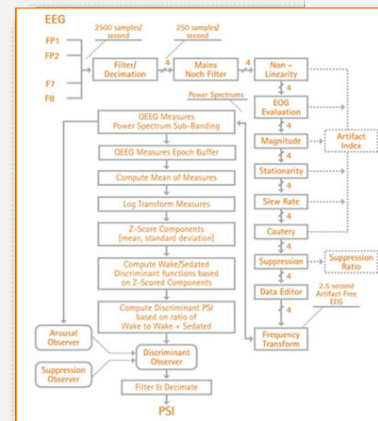 EEG
2500 samples/
second
250 samples/
second
FP1
FP2
F7
F8
4
4
Filter/
Decimation
Mains
Noch Filter
Non -
Linearity
4
Power Spectrums
QEEG Measures
Power Spectrum Sub-Banding
EOG
Evaluation
4
QEEG Measures Epoch Buffer
Magnitude
Artifact
Index
4
Compute Mean of Measures
Stationarity
4
Log Transform Measures
Slew Rate
4
Z-Score Components
[mean, standard deviation]
Cautery
4
Compute Wake/Sedated
Discriminant functions based
on Z-Scored Components
Suppression
Suppression
Ratio
4
Data Editor
Compute Discriminant PSI
based on ratio of
Wake to Wake + Sedated
4
2.5 second
Artifact Free
EEG
Arousal
Observer
Frequency
Transform
Discriminant
Observer
Suppression
Observer
Filter & Decimate
PSI